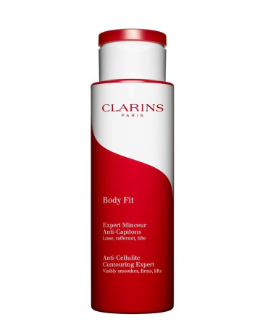 CLARINS
PARIS
Body Fit
Expert Minceur
Anti-Capitons
Lisse, raffermit, lifte
Anti-Cellulite
Contouring Expert
Visibly smoothes, firms, lifts